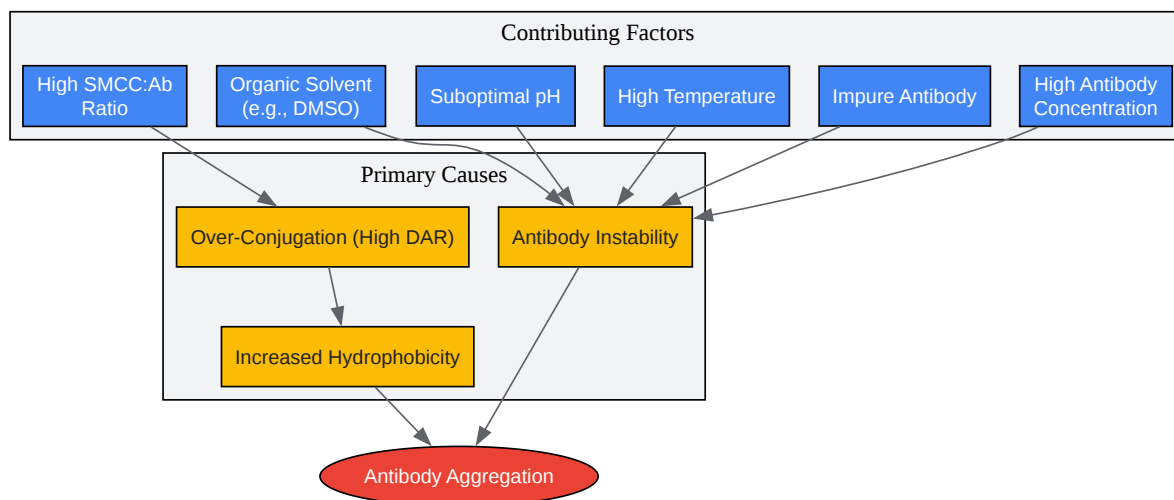 Contributing Factors
High SMCC:Ab
Ratio
Organic Solvent
(e.g., DMSO)
Suboptimal pH
High Temperature
Impure Antibody
High Antibody
Concentration
Primary Causes
Over-Conjugation (High DAR)
Antibody Instability
Increased Hydrophobicity
Antibody Aggregation